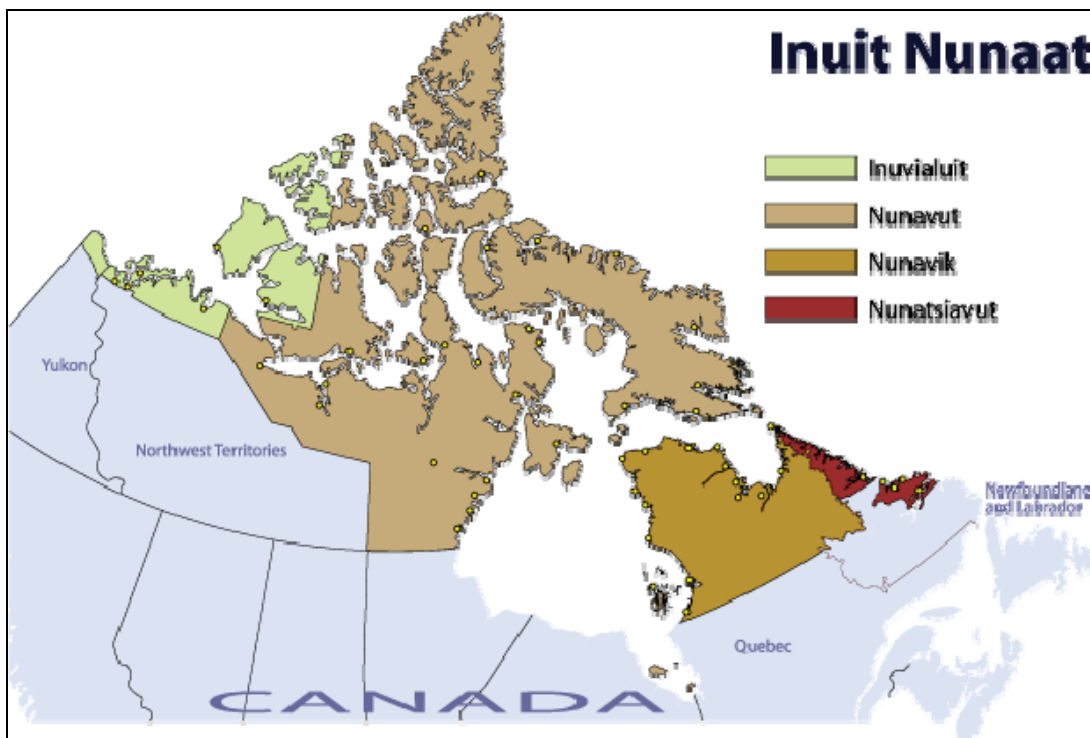 Inuit Nunaat
Inuvialuit
Nunavut
Nunavik
Nunatsiavut
Yukon
Northwest Territories
Newfoundland
and Labrador
Quebec
CANADA